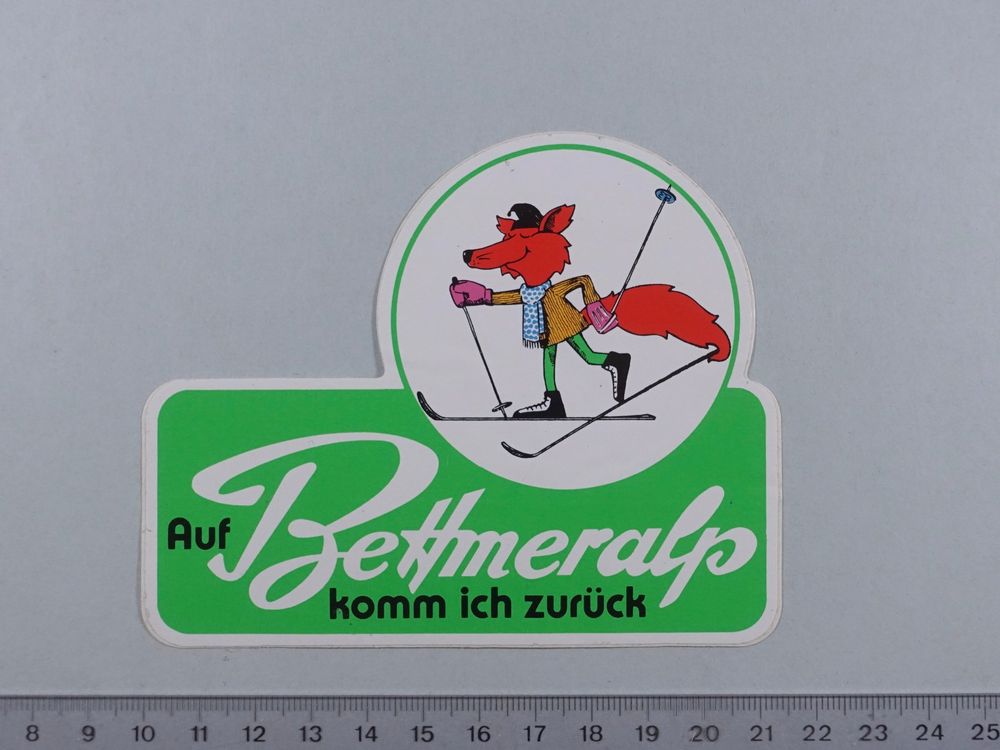 Auf Bettmeralp
komm ich zurück
8 9 10 11 12 13 14 15 16 17 18 19 20 21 22 23 24 25